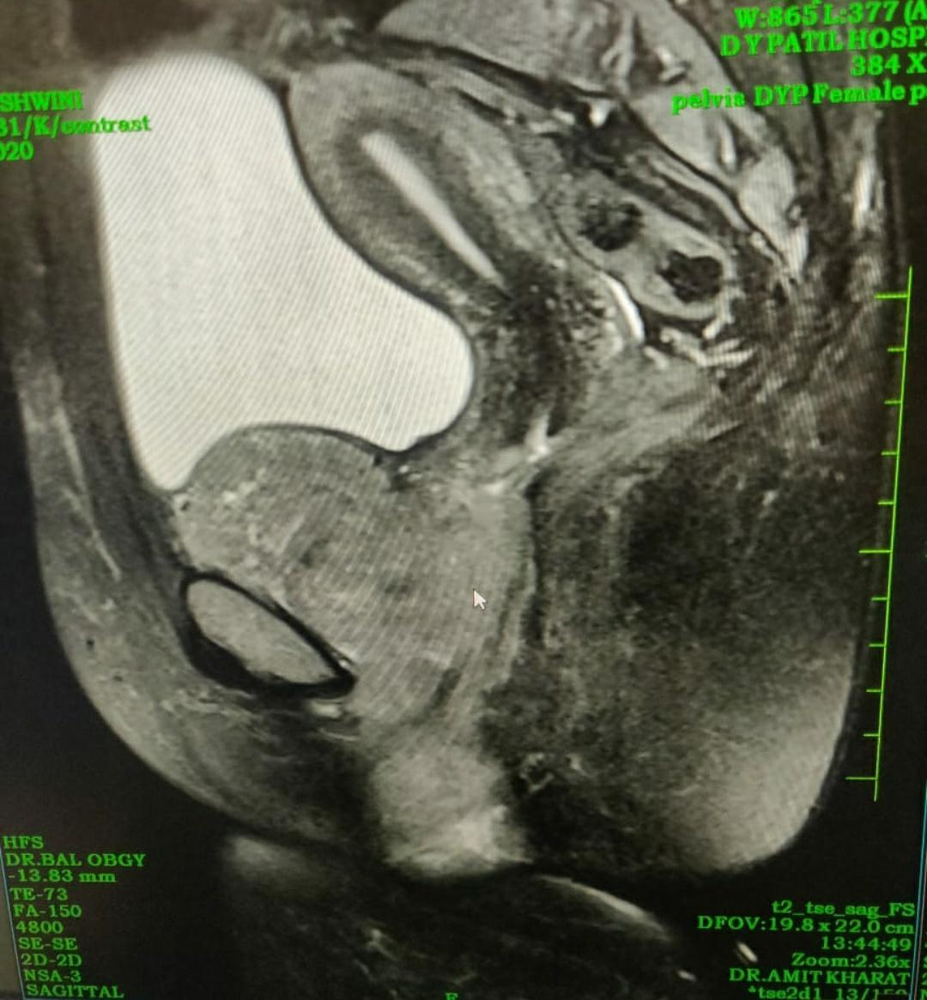 W:865 L:377 (A
D Y PATIL HOSP
384 X
pelvis DYP Female p
SHWINI
31/K/contrast
020
HFS
DR.BAL OBGY
-13.83 mm
TE-73
FA-150
4800
SE-SE
2D-2D
NSA-3
SAGITTAL
F
t2_tse_sag_FS
DFOV:19.8 x 22.0 cm
13:44:49
Zoom:2.36x
DR.AMIT KHARAT
*tse2d1_13/150